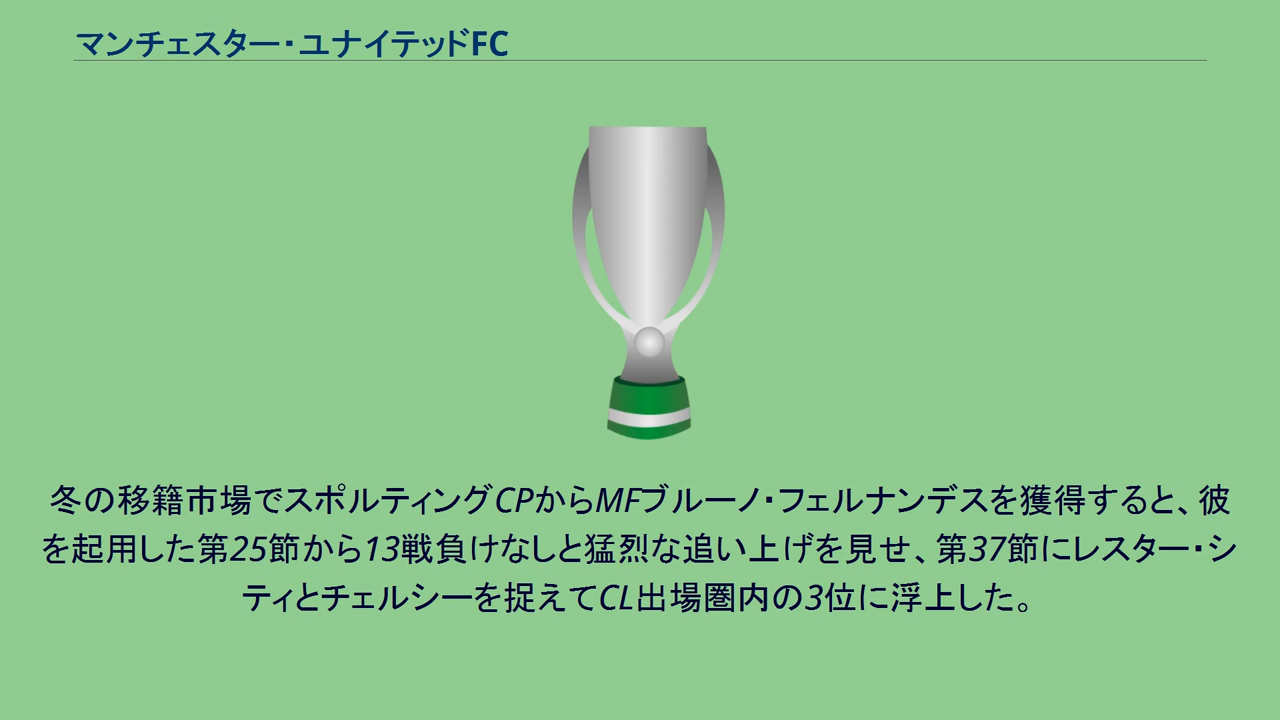 マンチェスター・ユナイテッドFC
冬の移籍市場でスポルティングCPからMFブルーノ・フェルナンデスを獲得すると、彼
を起用した第25節から13戦負けなしと猛烈な追い上げを見せ、第37節にレスター・シ
ティとチェルシーを捉えてCL出場圏内の3位に浮上した。